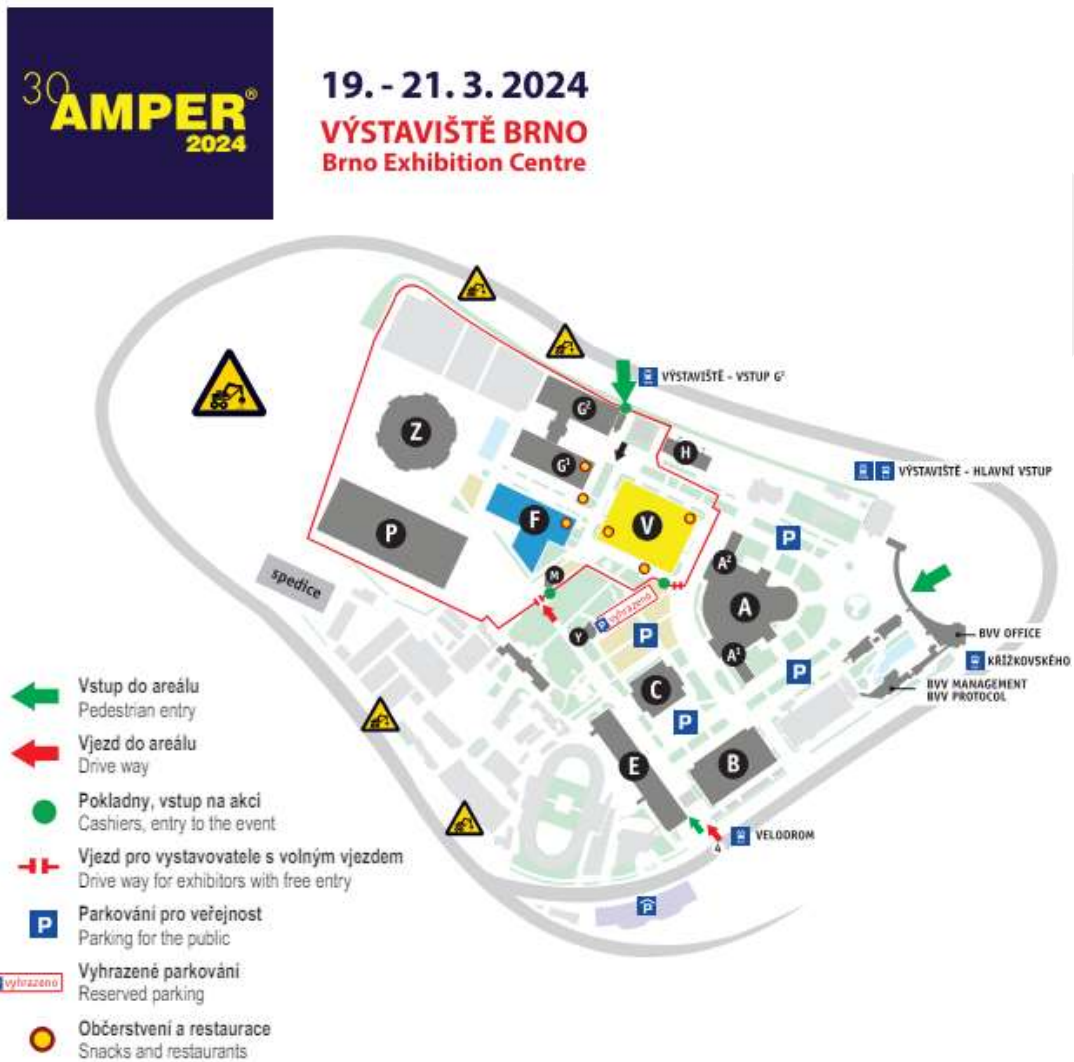 30
AMPER®
2024
19. - 21. 3. 2024
VÝSTAVIŠTĚ BRNO
Brno Exhibition Centre
VÝSTAVIŠTĚ - VSTUP G²
G²
Z
G¹
H
VÝSTAVIŠTĚ - HLAVNÍ VSTUP
P
F
V
P
A²
M
spedice
vyhrazeno
P
A
Y
P
BVV OFFICE
A¹
KŘÍŽKOVSKÉHO
P
BVV MANAGEMENT
BVV PROTOCOL
C
P
E
B
VELODROM
4
P
Vstup do areálu
Pedestrian entry
Vjezd do areálu
Drive way
Pokladny, vstup na akci
Cashiers, entry to the event
Vjezd pro vystavovatele s volným vjezdem
Drive way for exhibitors with free entry
P
Parkování pro veřejnost
Parking for the public
vyhrazeno
Vyhrazené parkování
Reserved parking
Občerstvení a restaurace
Snacks and restaurants